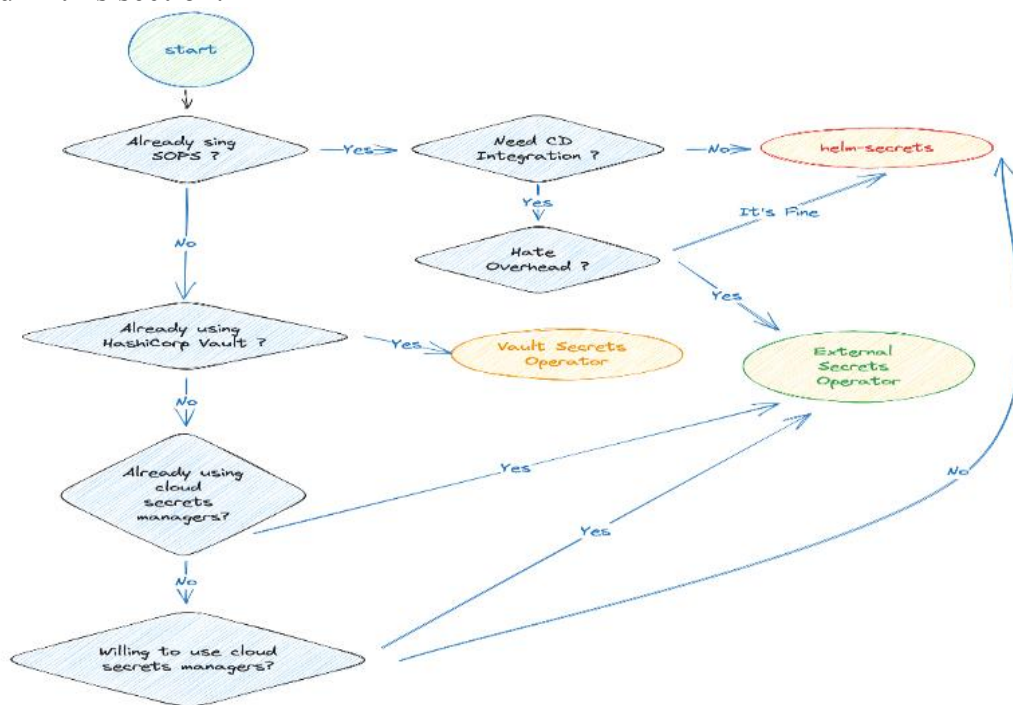 start
Already sing
SOPS ?
Yes
Need CD
Integration ?
No
helm-secrets
Yes
It's Fine
No
Hate
Overhead ?
Yes
Already using
HashiCorp Vault ?
Yes
Vault Secrets
Operator
External
Secrets
Operator
No
Already using
cloud
secrets
managers?
Yes
No
Yes
No
Willing to use cloud
secrets managers?